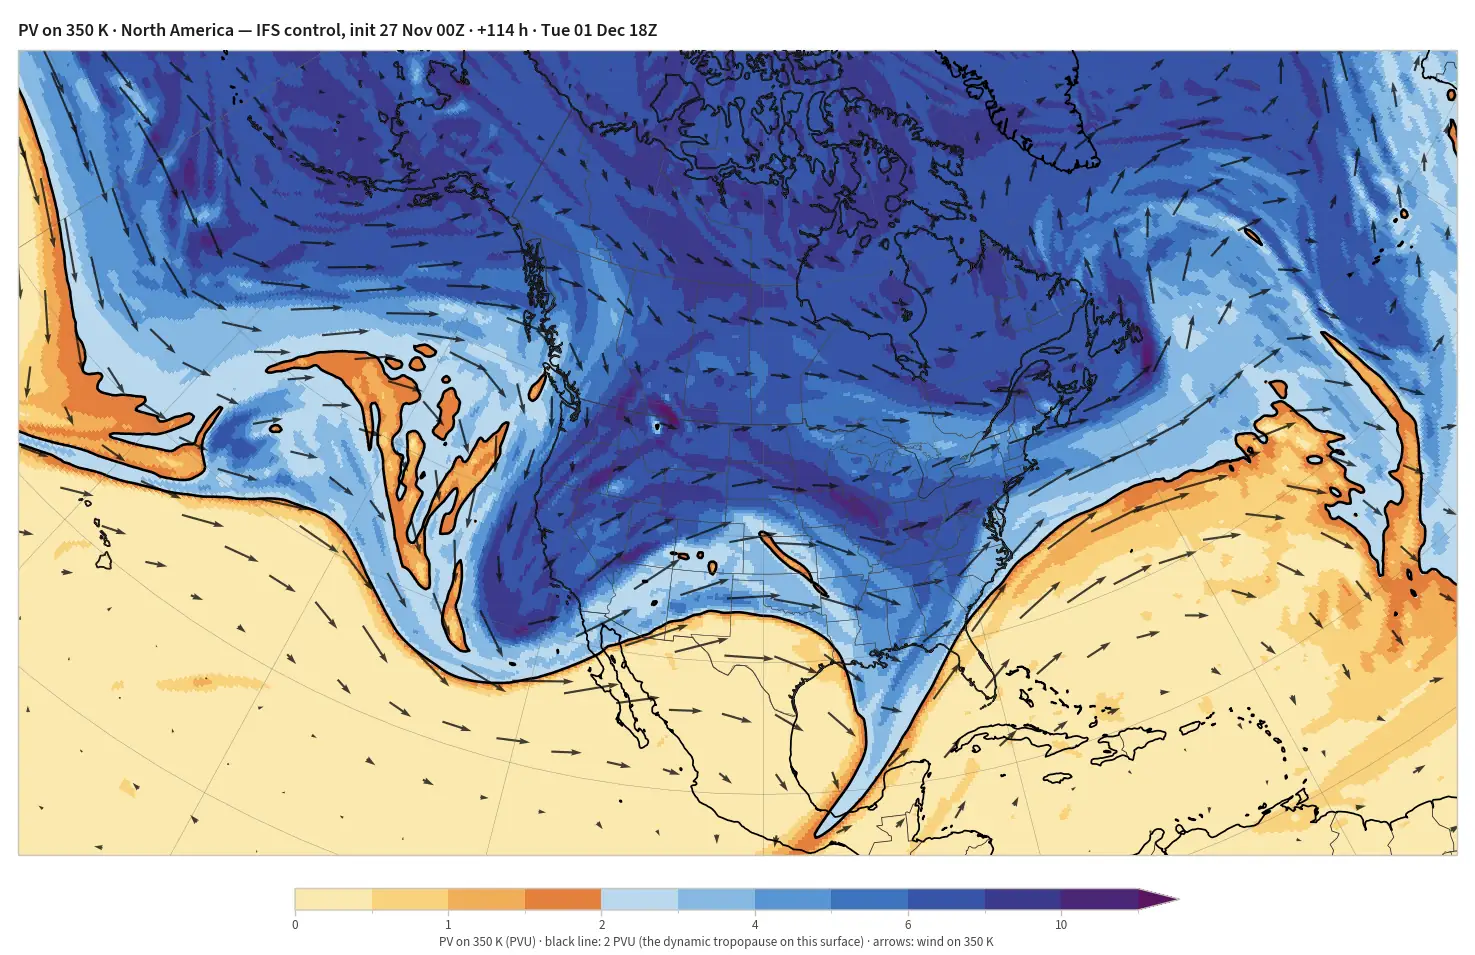 PV on 350 K · North America — IFS control, init 27 Nov 00Z · +114 h · Tue 01 Dec 18Z
0 1 2 4 6 10
PV on 350 K (PVU) · black line: 2 PVU (the dynamic tropopause on this surface) · arrows: wind on 350 K